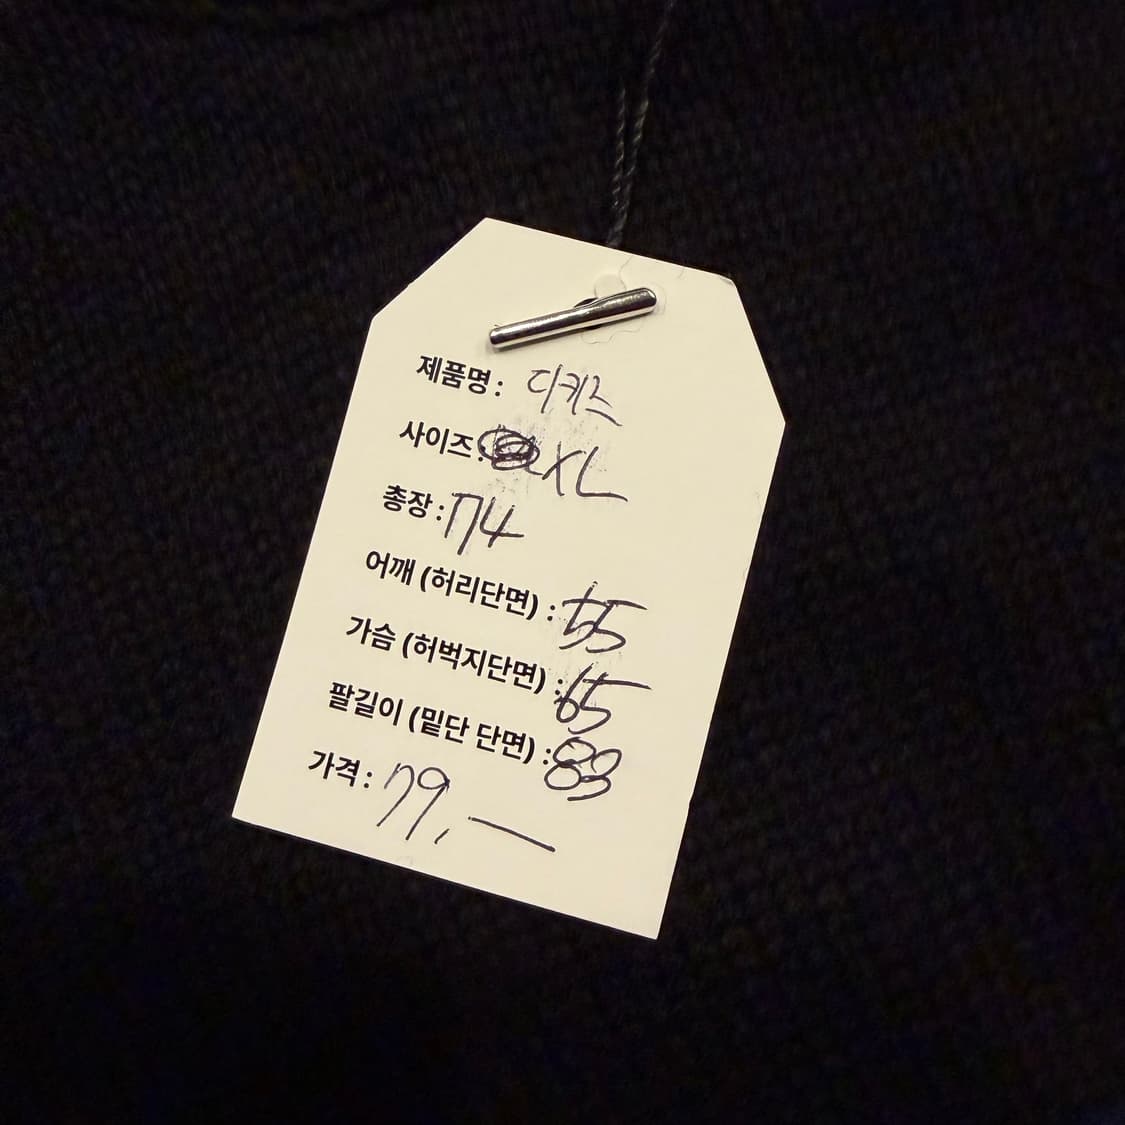 제품명 : 디키즈
사이즈 : XL
총장 : 74
어깨 (허리단면) : 55
가슴 (허벅지단면) : 65
팔길이 (밑단 단면) : 83
가격 : 79,—